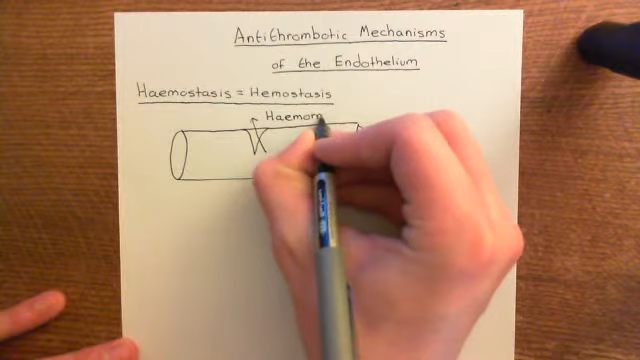 Antithrombotic Mechanisms
of the Endothelium
Haemostasis = Hemostasis
Haemorr